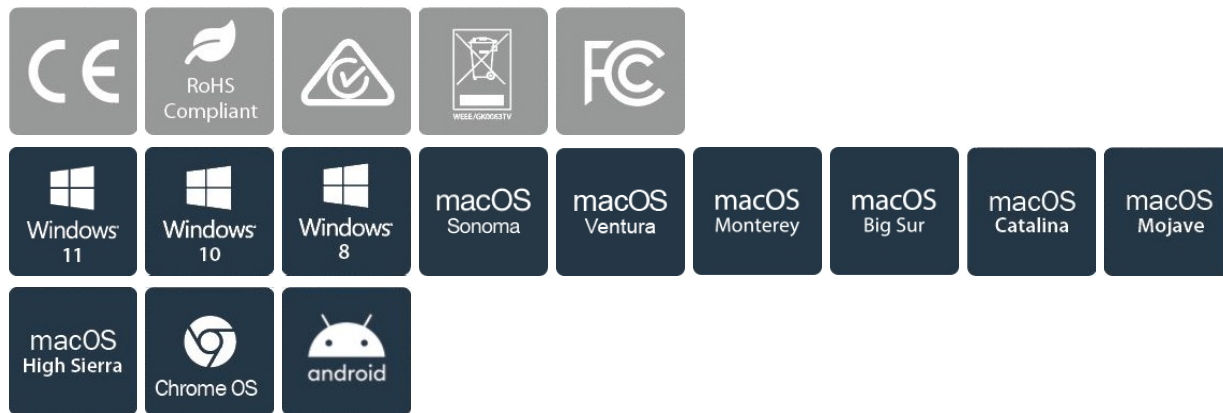 CE
RoHS
Compliant
WEEE/GK0063TV
FC
Windows
11
Windows
10
Windows
8
macOS
Sonoma
macOS
Ventura
macOS
Monterey
macOS
Big Sur
macOS
Catalina
macOS
Mojave
macOS
High Sierra
Chrome OS
android